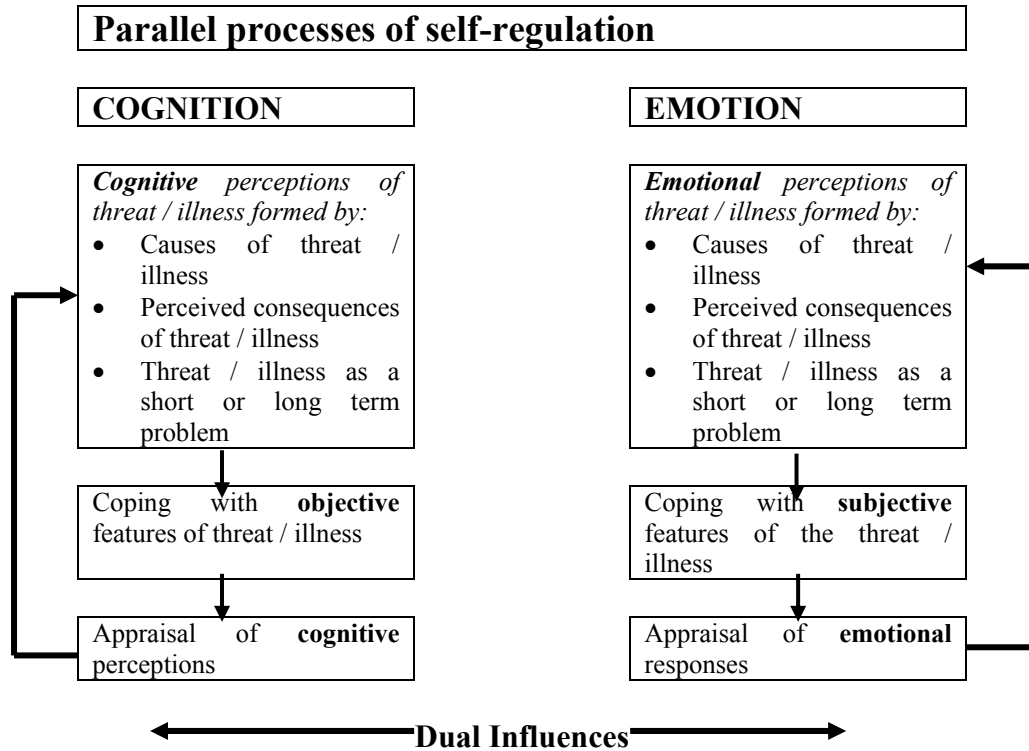 Parallel processes of self-regulation
COGNITION
Cognitive perceptions of
threat / illness formed by:
• Causes of threat /
illness
• Perceived consequences
of threat / illness
• Threat / illness as a
short or long term
problem
Coping with objective
features of threat / illness
Appraisal of cognitive
perceptions
EMOTION
Emotional perceptions of
threat / illness formed by:
• Causes of threat /
illness
• Perceived consequences
of threat / illness
• Threat / illness as a
short or long term
problem
Coping with subjective
features of the threat /
illness
Appraisal of emotional
responses
Dual Influences